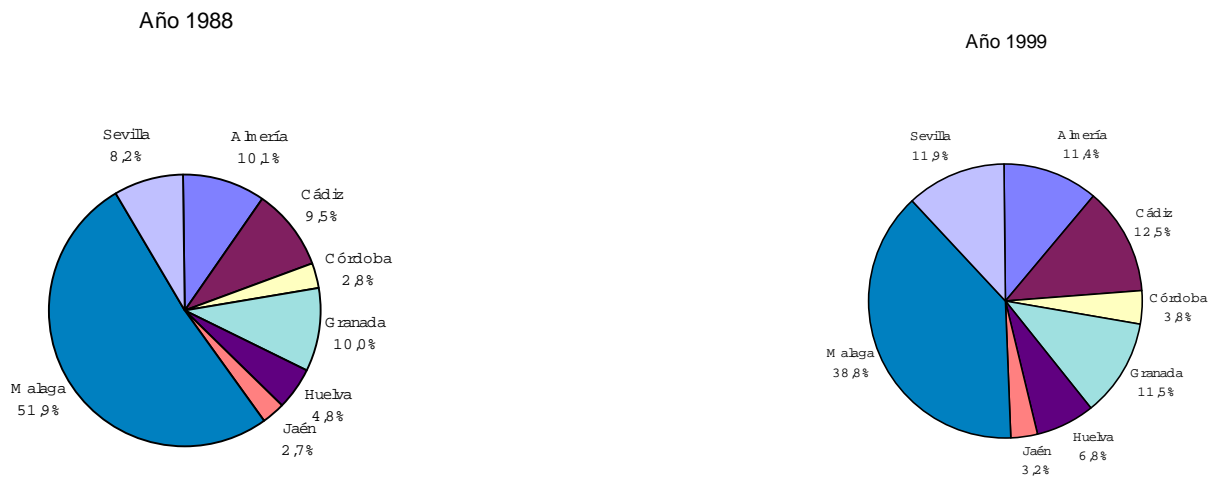 Año 1988
Sevilla
8,2%
Almería
10,1%
Cádiz
9,5%
Córdoba
2,8%
Granada
10,0%
Huelva
4,8%
Jaén
2,7%
Malaga
51,9%
Año 1999
Sevilla
11,9%
Almería
11,4%
Cádiz
12,5%
Córdoba
3,8%
Granada
11,5%
Huelva
6,8%
Jaén
3,2%
Malaga
38,8%